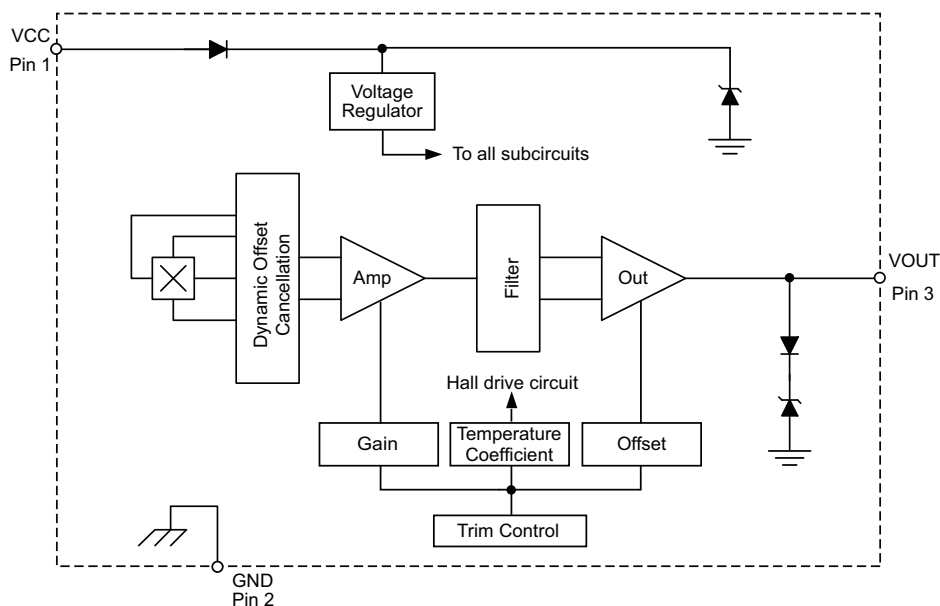 VCC
Pin 1
Voltage
Regulator
To all subcircuits
Dynamic Offset
Cancellation
Amp
Filter
Out
VOUT
Pin 3
Hall drive circuit
Gain
Temperature
Coefficient
Offset
Trim Control
GND
Pin 2